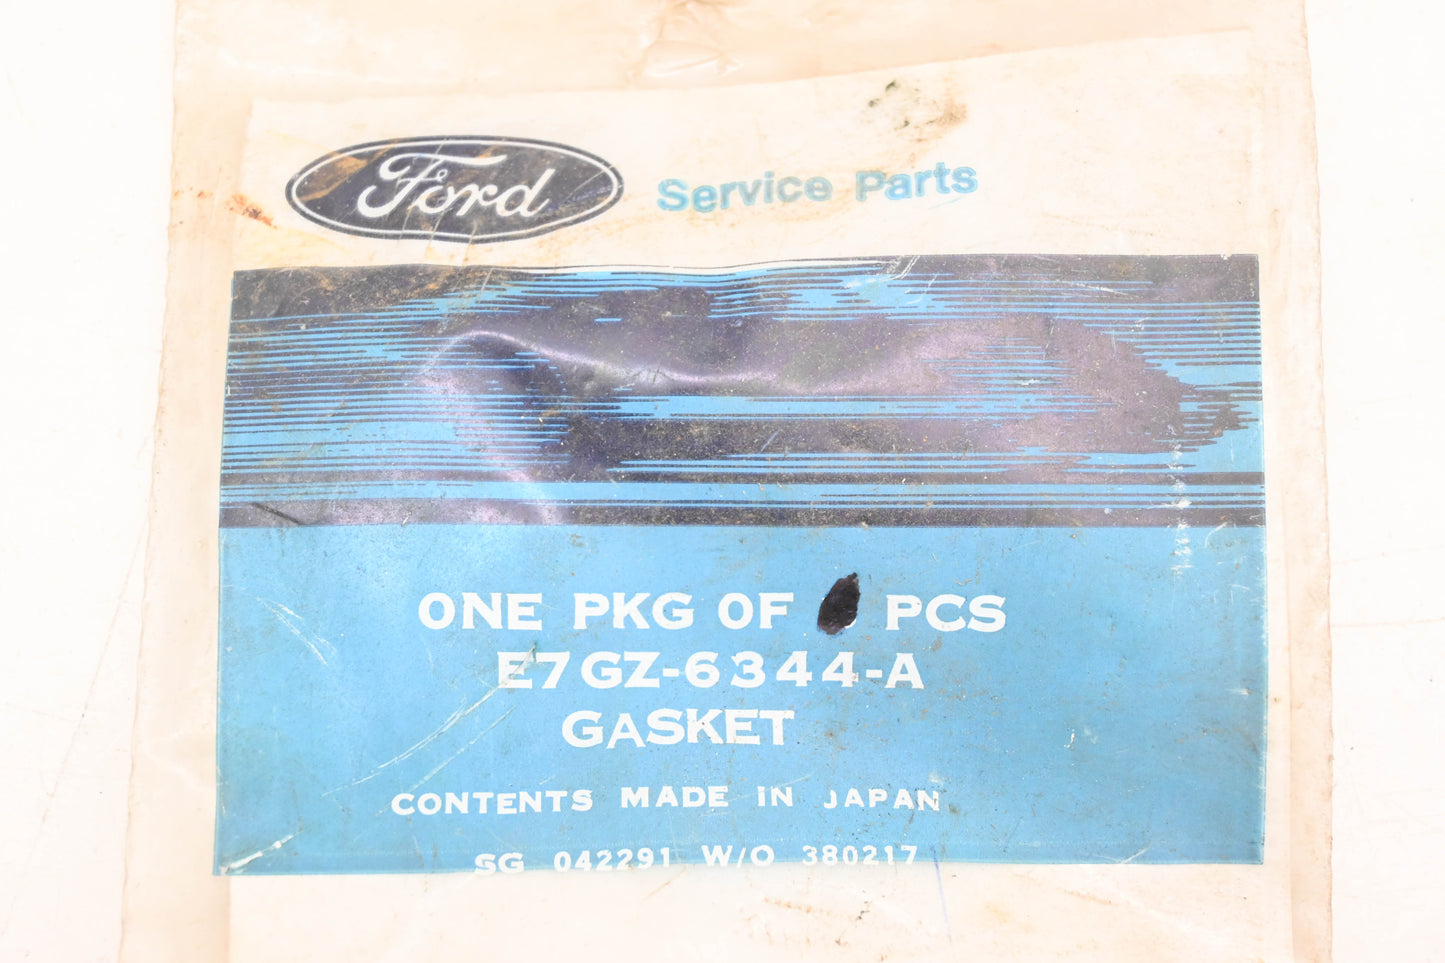 Ford
Service Parts
ONE PKG OF PCS
E7GZ-6344-A
GASKET
CONTENTS MADE IN JAPAN
SG 042291 W/O 380217